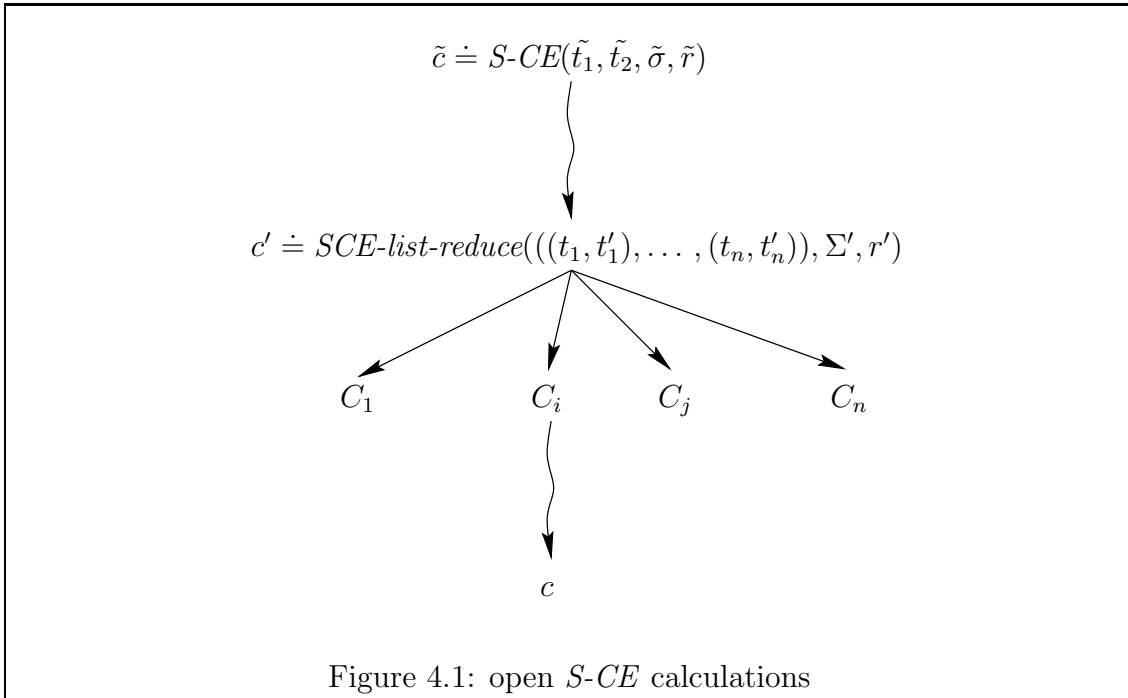 c̃ ≐ S-CE(t̃₁, t̃₂, σ̃, r̃)
c′ ≐ SCE-list-reduce(((t₁, t′₁), … , (tₙ, t′ₙ)), Σ′, r′)
C₁ Cᵢ Cⱼ Cₙ
c
Figure 4.1: open S-CE calculations